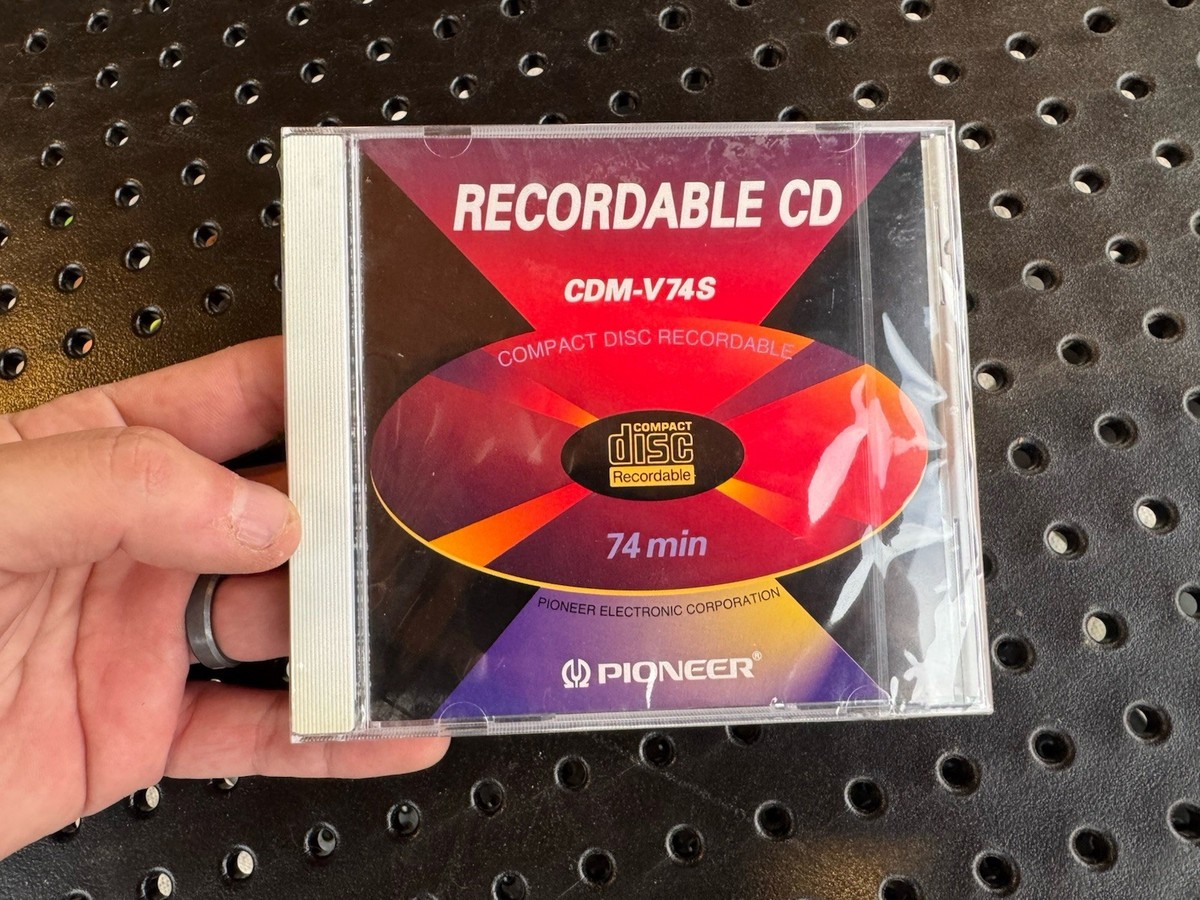 RECORDABLE CD
CDM-V74S
COMPACT DISC RECORDABLE
COMPACT
disc
Recordable
74 min
PIONEER ELECTRONIC CORPORATION
PIONEER®